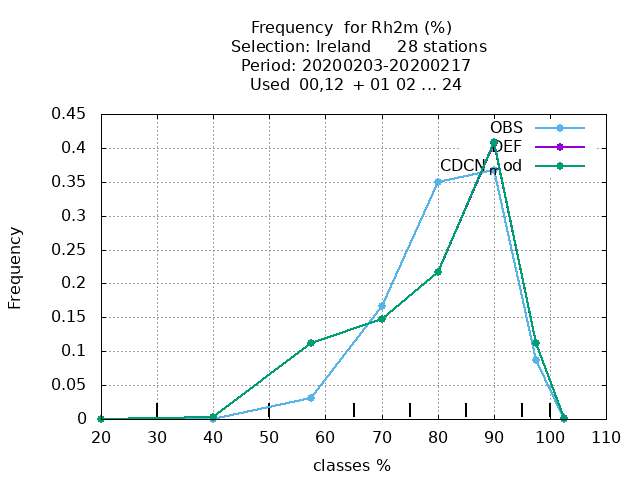 Frequency  for Rh2m (%)
Selection: Ireland     28 stations
Period: 20200203-20200217
Used  00,12  + 01 02 ... 24
0.45
0.4
0.35
0.3
0.25
0.2
0.15
0.1
0.05
0
Frequency
OBS
DEF
20 30 40 50 60 70 80 90 100 110
classes %